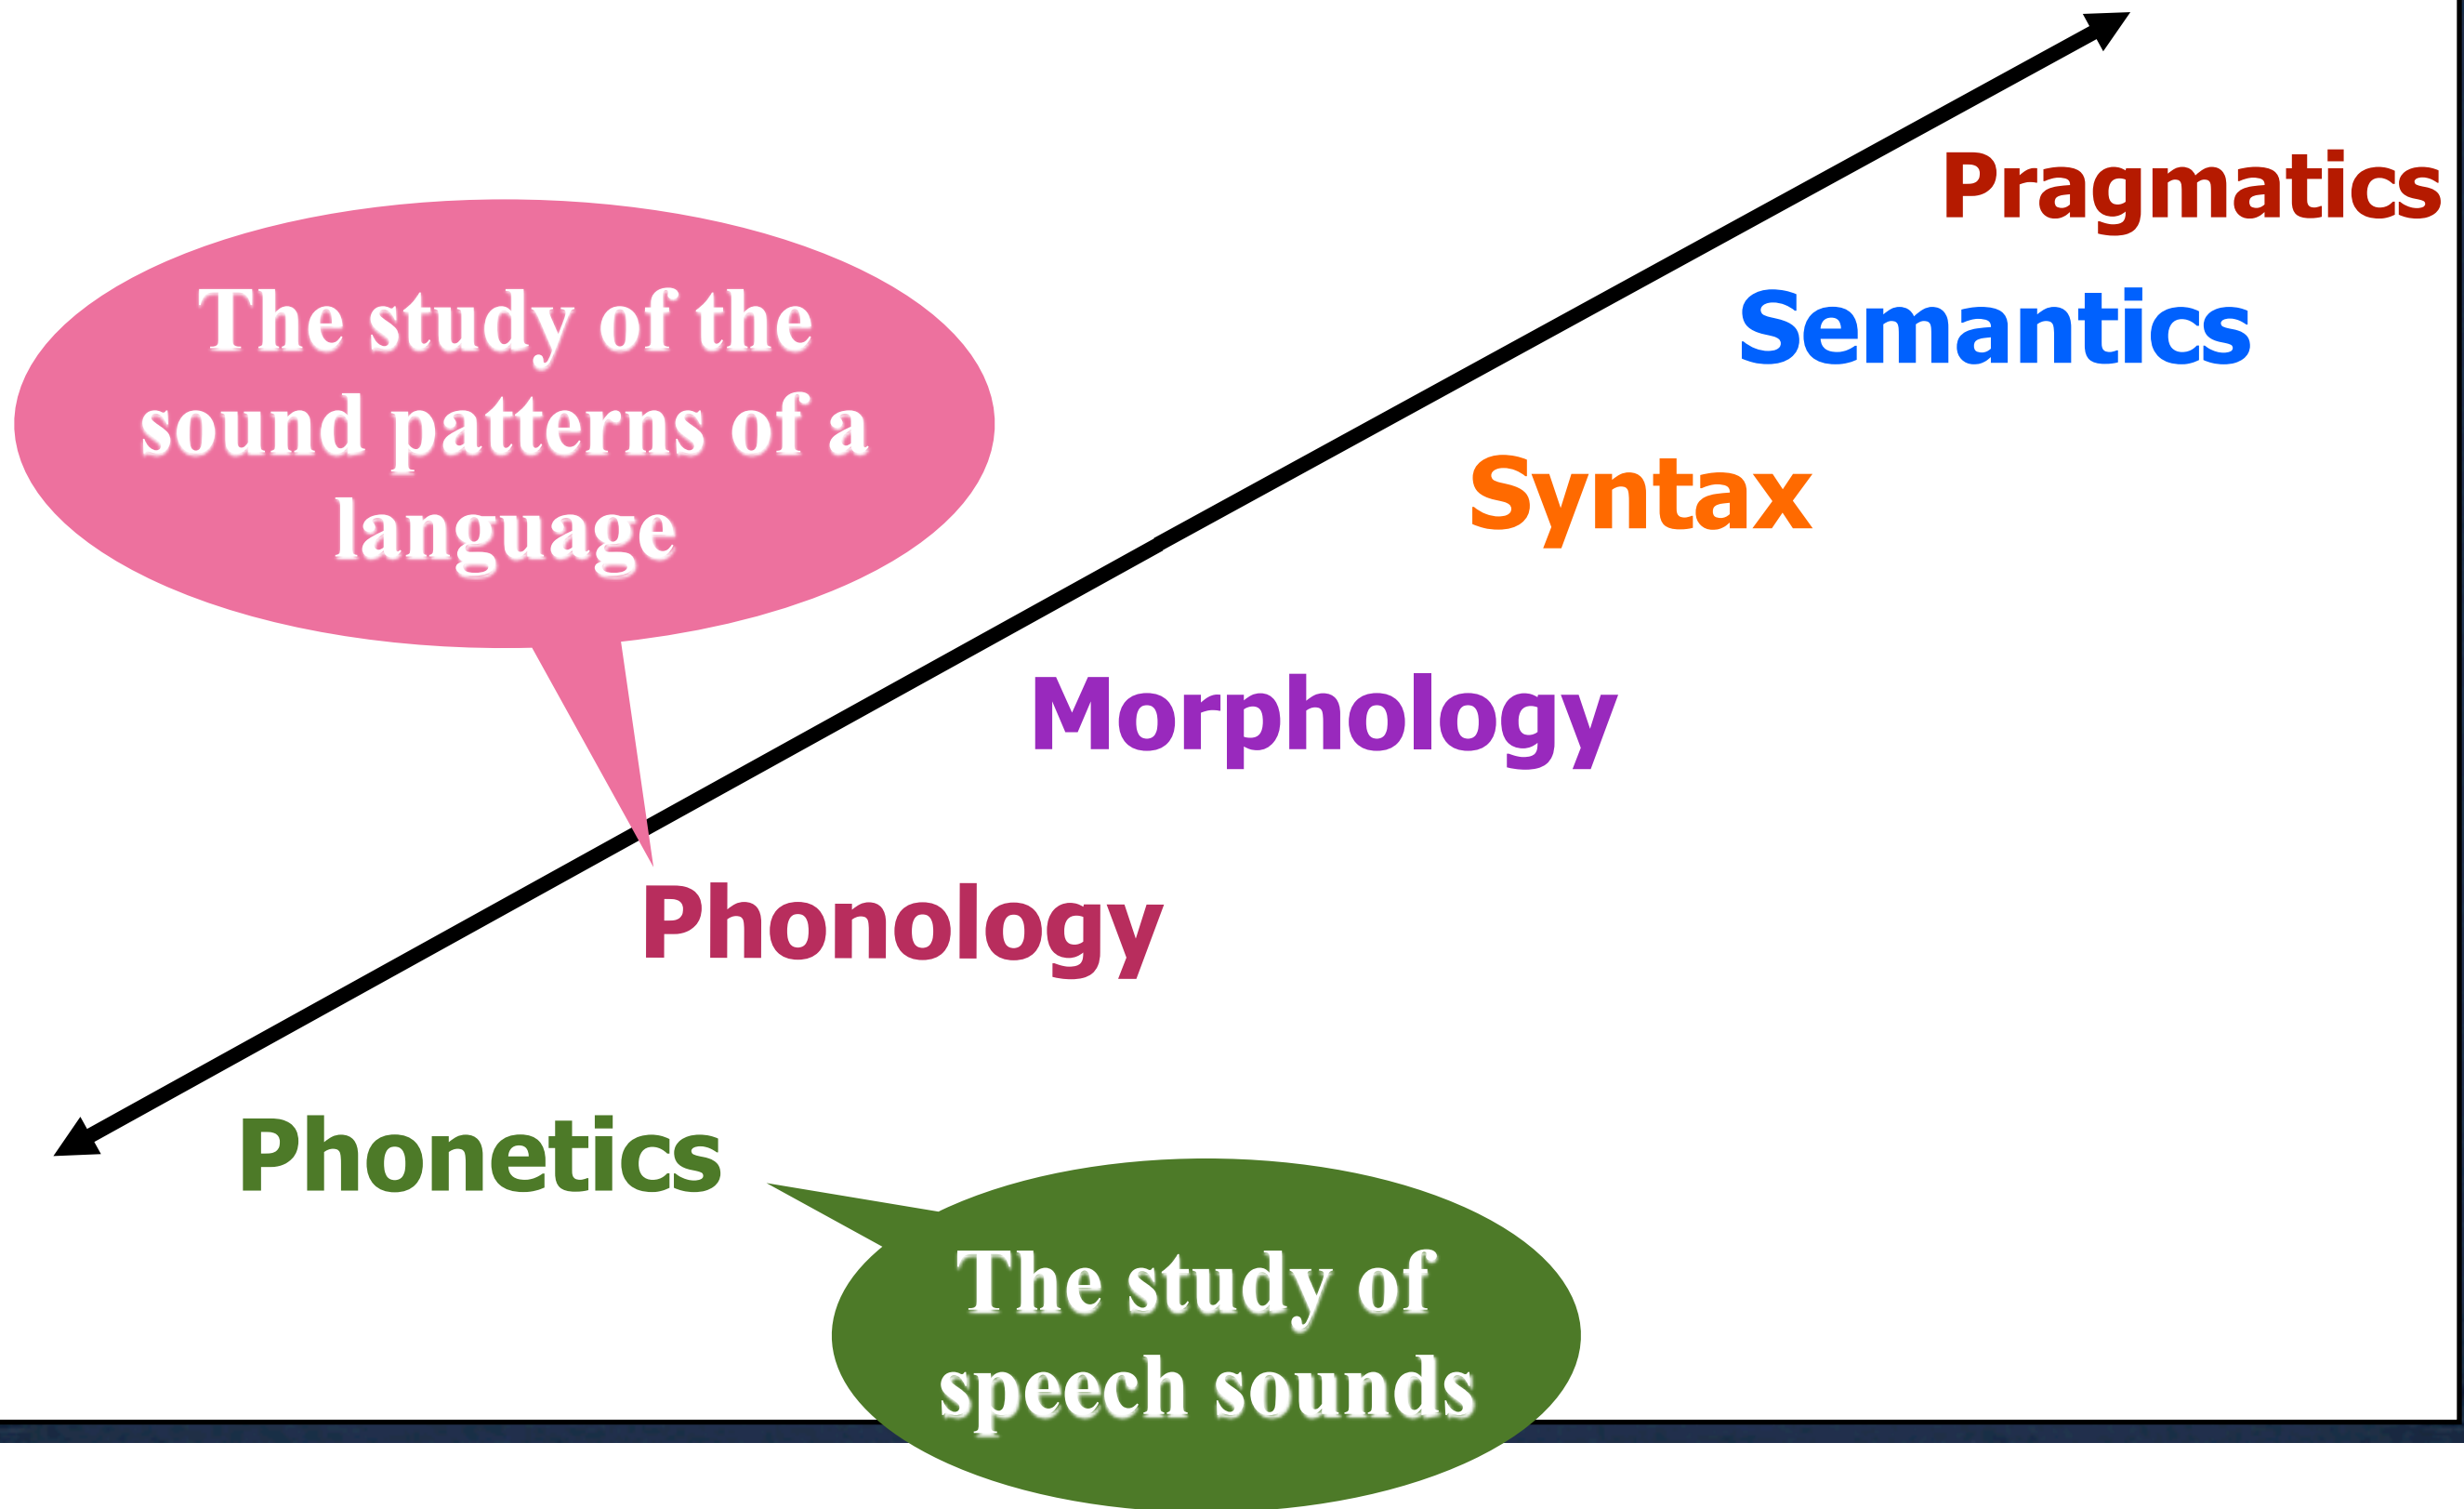 Pragmatics
Semantics
The study of the
sound patterns of a
language
Syntax
Morphology
Phonology
Phonetics
The study of
speech sounds